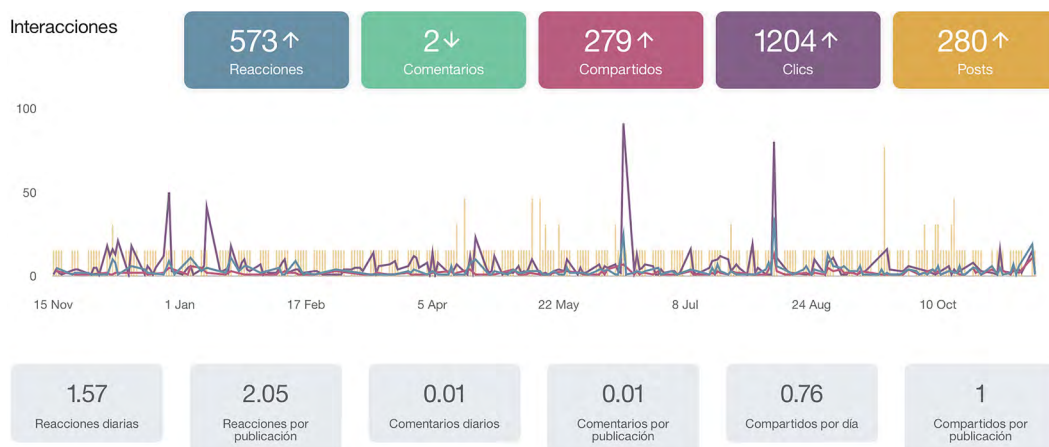 Interacciones
573↑
Reacciones
2↓
Comentarios
279↑
Compartidos
1204↑
Clics
280↑
Posts
100
50
0
15 Nov
1 Jan
17 Feb
5 Apr
22 May
8 Jul
24 Aug
10 Oct
1.57
Reacciones diarias
2.05
Reacciones por
publicación
0.01
Comentarios diarios
0.01
Comentarios por
publicación
0.76
Compartidos por día
1
Compartidos por
publicación